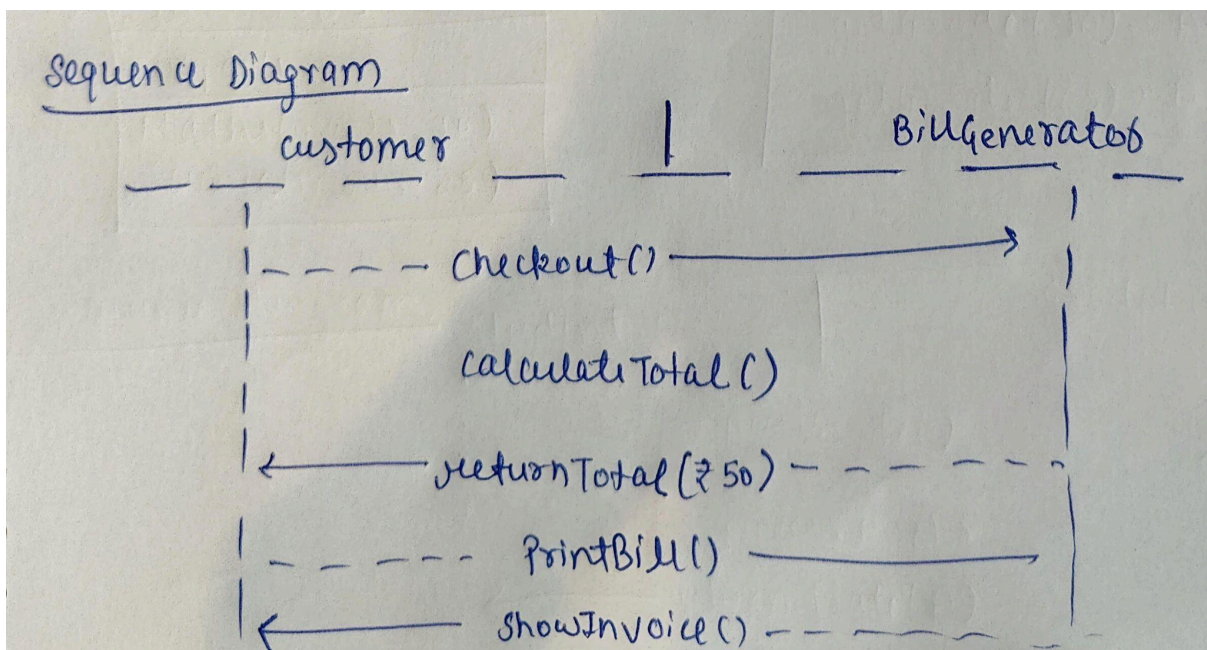 Sequence Diagram
customer | BillGenerator
Checkout()
calculateTotal()
returnTotal(₹50)
PrintBill()
showInvoice()